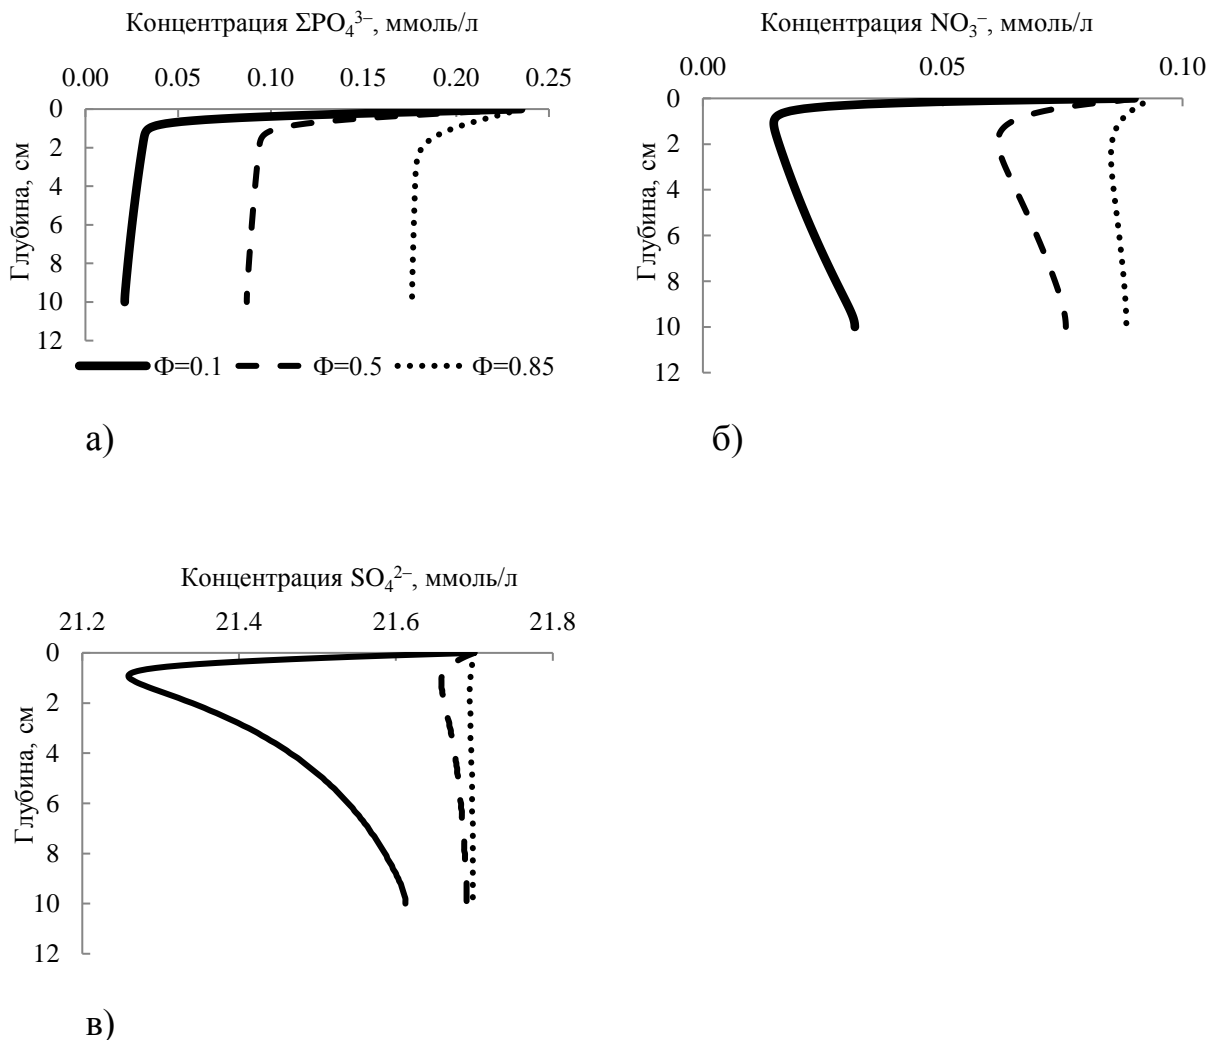 Концентрация ΣPO₄³⁻, ммоль/л
0.00 0.05 0.10 0.15 0.20 0.25
0
2
4
6
8
10
12
Глубина, см
Φ=0.1 Φ=0.5 Φ=0.85
а)
Концентрация NO₃⁻, ммоль/л
0.00 0.05 0.10
0
2
4
6
8
10
12
Глубина, см
б)
Концентрация SO₄²⁻, ммоль/л
21.2 21.4 21.6 21.8
0
2
4
6
8
10
12
Глубина, см
в)